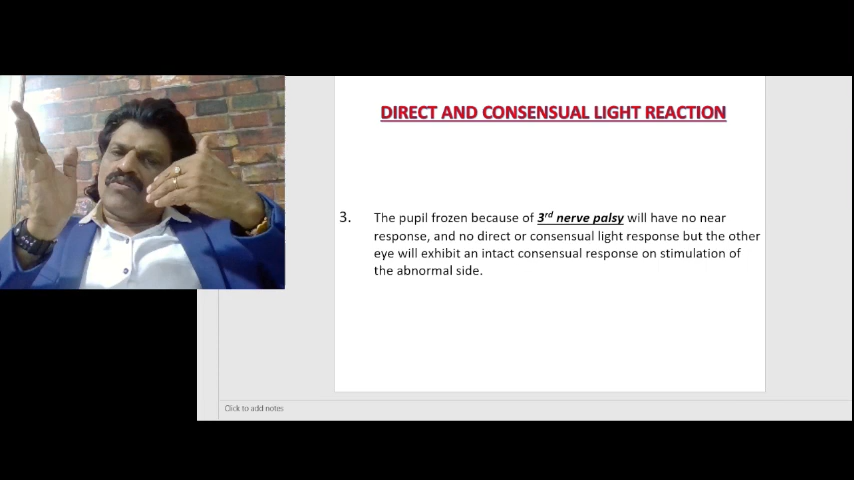 DIRECT AND CONSENSUAL LIGHT REACTION
3. The pupil frozen because of 3rd nerve palsy will have no near
response, and no direct or consensual light response but the other
eye will exhibit an intact consensual response on stimulation of
the abnormal side.
Click to add notes